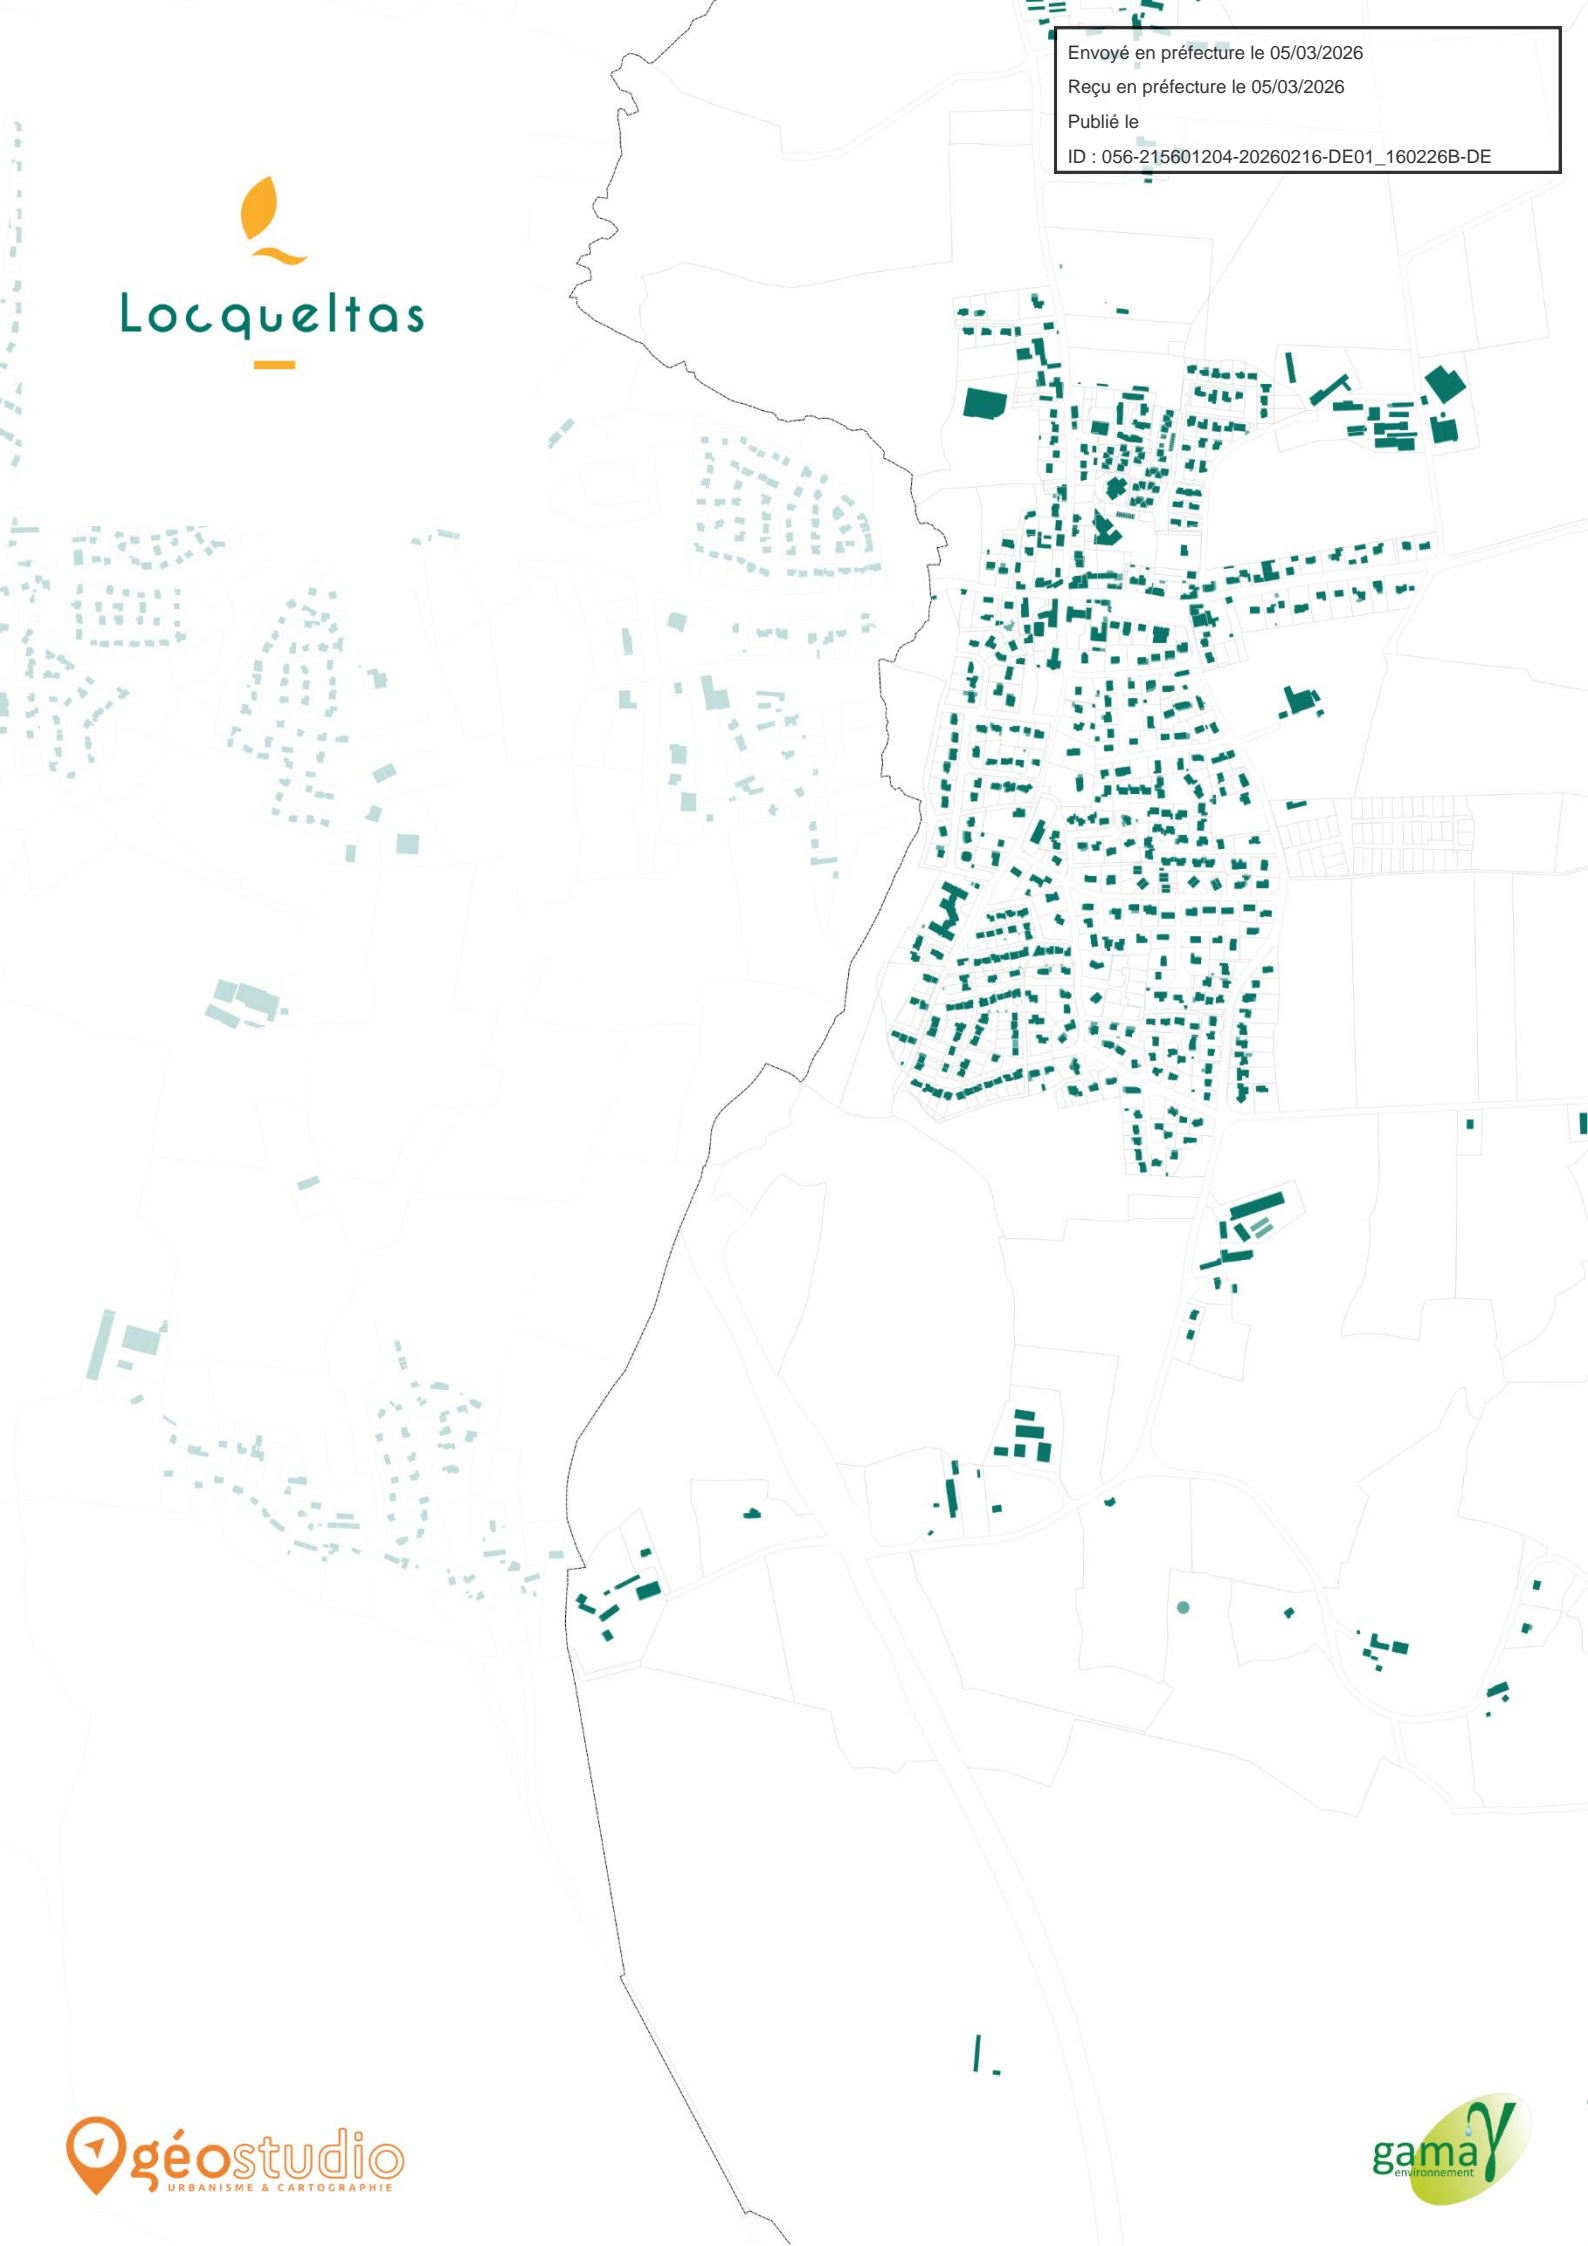 Envoyé en préfecture le 05/03/2026
Reçu en préfecture le 05/03/2026
Publié le
ID : 056-215601204-20260216-DE01_160226B-DE
Locqueltas
géostudio
URBANISME & CARTOGRAPHIE
gama
environnement